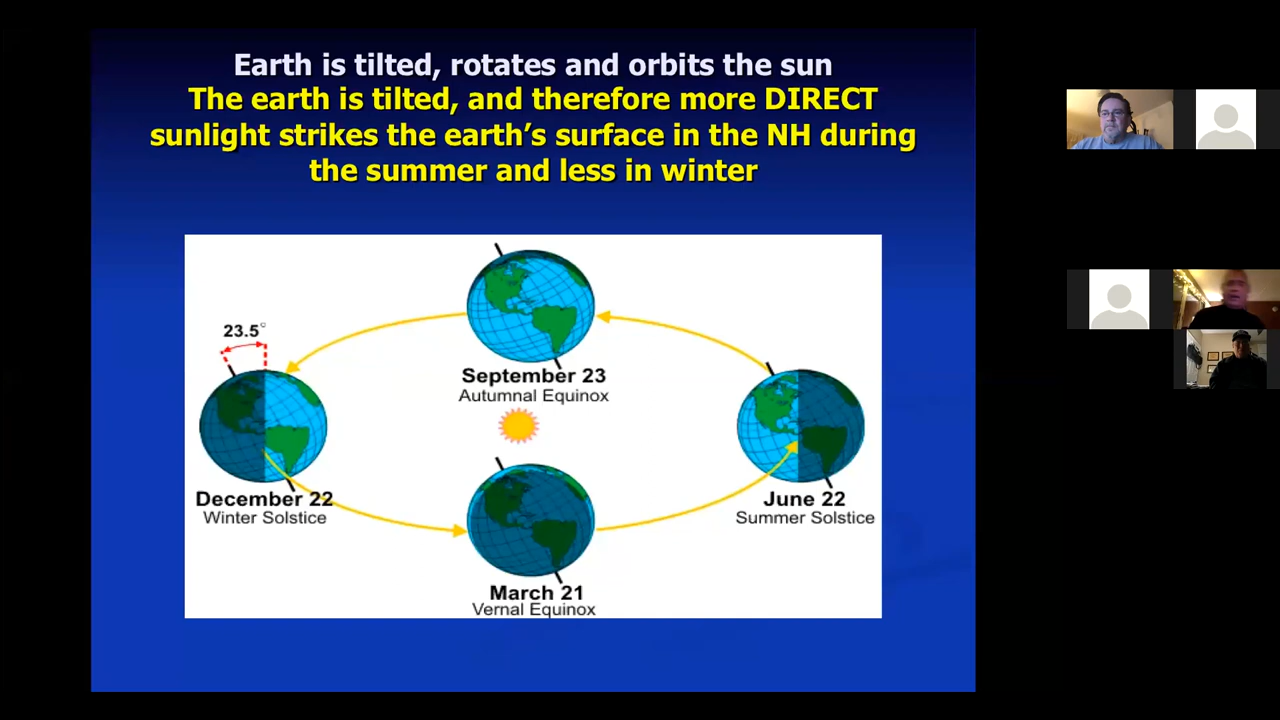 Earth is tilted, rotates and orbits the sun
The earth is tilted, and therefore more DIRECT
sunlight strikes the earth's surface in the NH during
the summer and less in winter
23.5°
September 23
Autumnal Equinox
December 22
Winter Solstice
June 22
Summer Solstice
March 21
Vernal Equinox